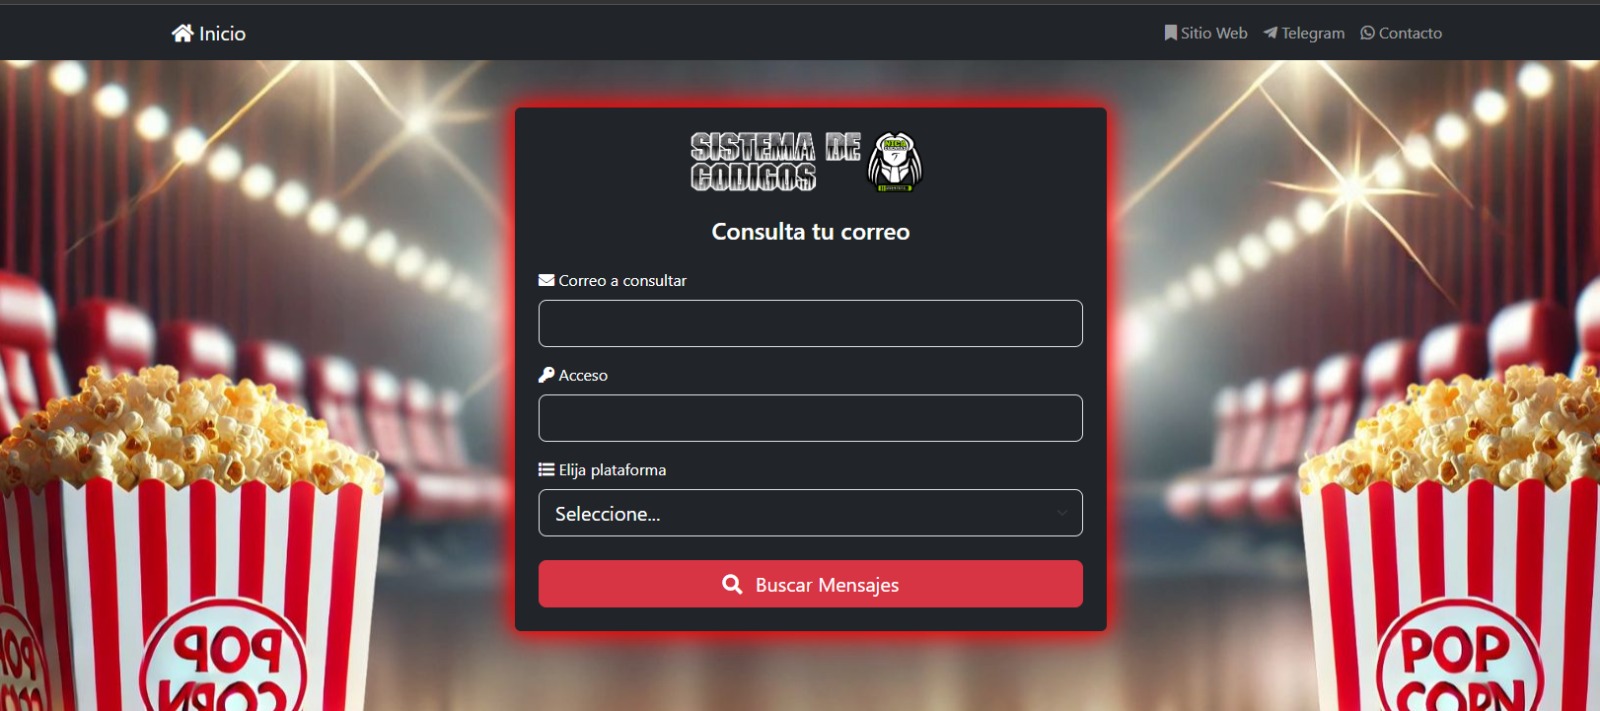 Inicio
Sitio Web
Telegram
Contacto
SISTEMA DE
CODIGOS
NICA
Consulta tu correo
Correo a consultar
Acceso
Elija plataforma
Seleccione...
Buscar Mensajes
POP
CORN
POP
CORN
POP